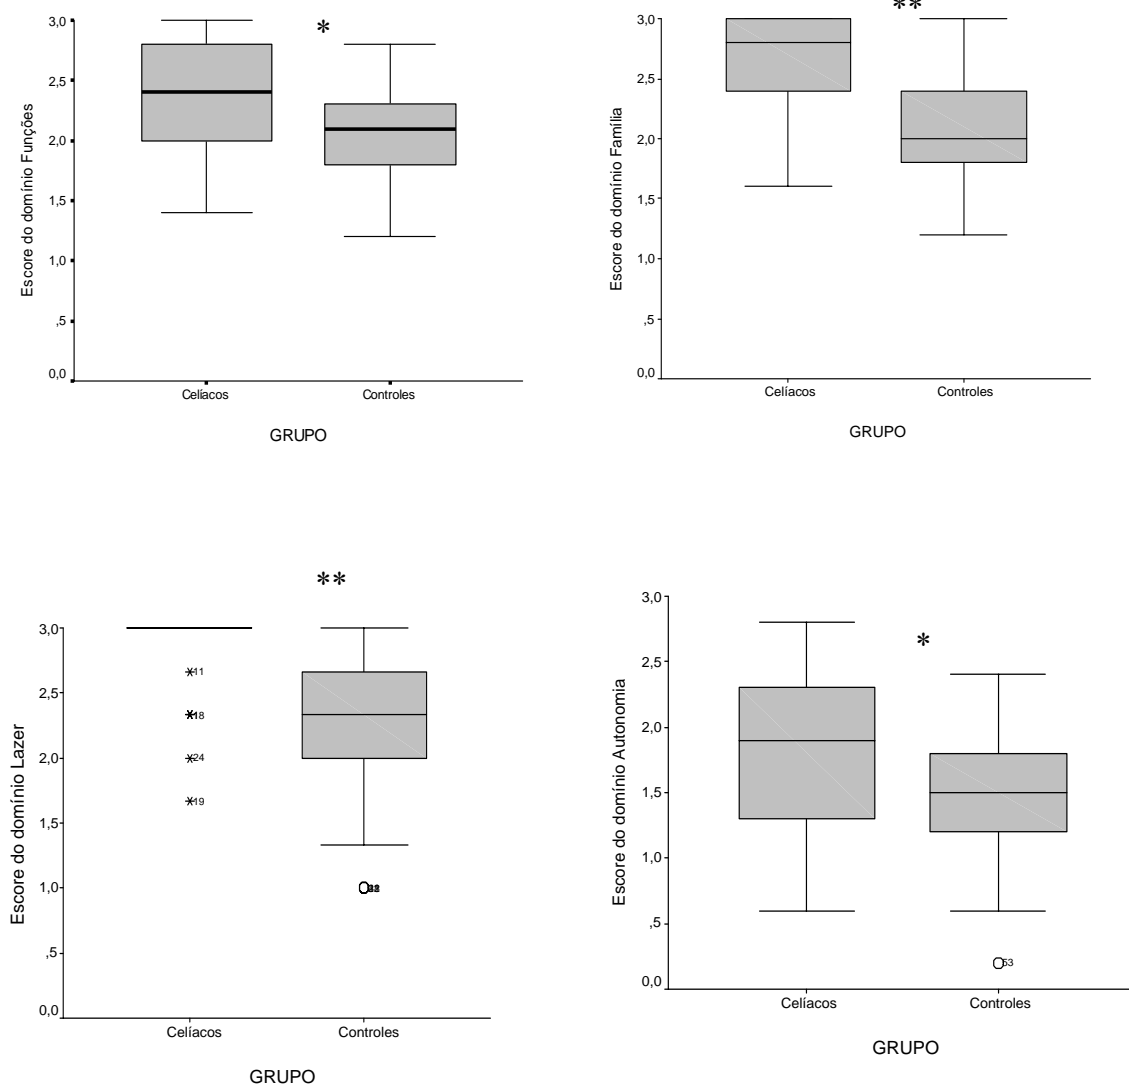 **
*
3,0
2,5
2,0
1,5
1,0
,5
0,0
Escore do domínio Funções
Celíacos
Controles
GRUPO
3,0
2,5
2,0
1,5
1,0
,5
0,0
Escore do domínio Família
Celíacos
Controles
GRUPO
**
3,0
2,5
2,0
1,5
1,0
,5
0,0
Escore do domínio Lazer
11
18
24
19
Celíacos
Controles
GRUPO
*
3,0
2,5
2,0
1,5
1,0
,5
0,0
Escore do domínio Autonomia
53
Celíacos
Controles
GRUPO